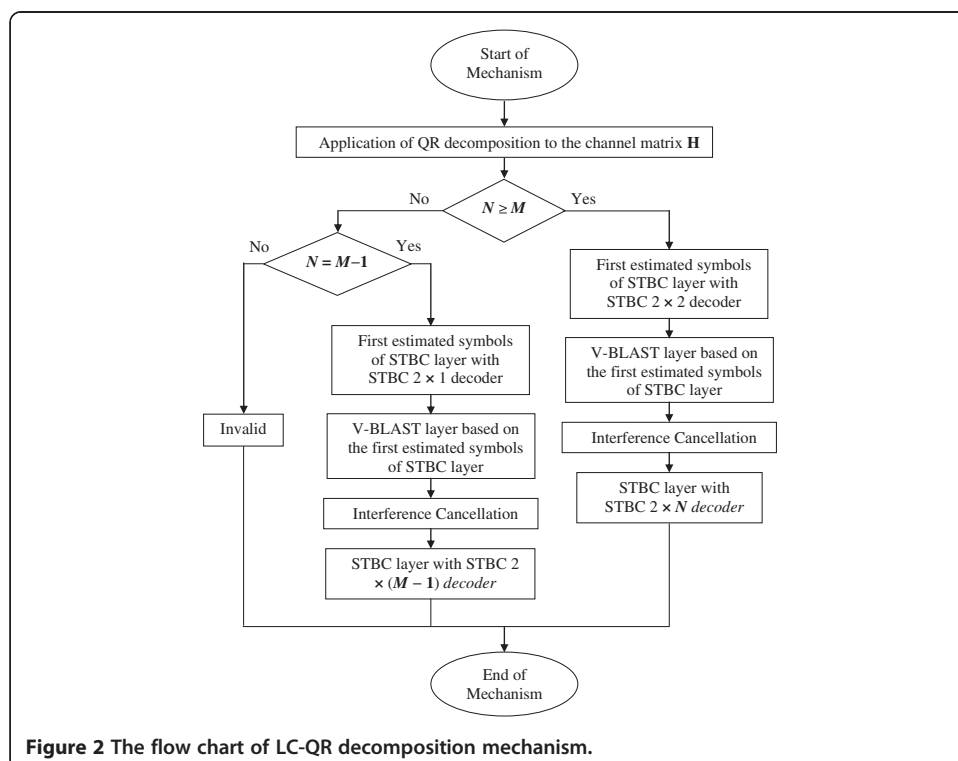 Start of
Mechanism
Application of QR decomposition to the channel matrix H
No
N ≥ M
Yes
No
N = M−1
Yes
First estimated symbols
of STBC layer with
STBC 2 × 2 decoder
First estimated symbols
of STBC layer with
STBC 2 × 1 decoder
V-BLAST layer based on
the first estimated symbols
of STBC layer
Invalid
V-BLAST layer based on
the first estimated symbols
of STBC layer
Interference Cancellation
STBC layer with
STBC 2 × N decoder
Interference Cancellation
STBC layer with STBC 2
× (M − 1) decoder
End of
Mechanism
Figure 2 The flow chart of LC-QR decomposition mechanism.